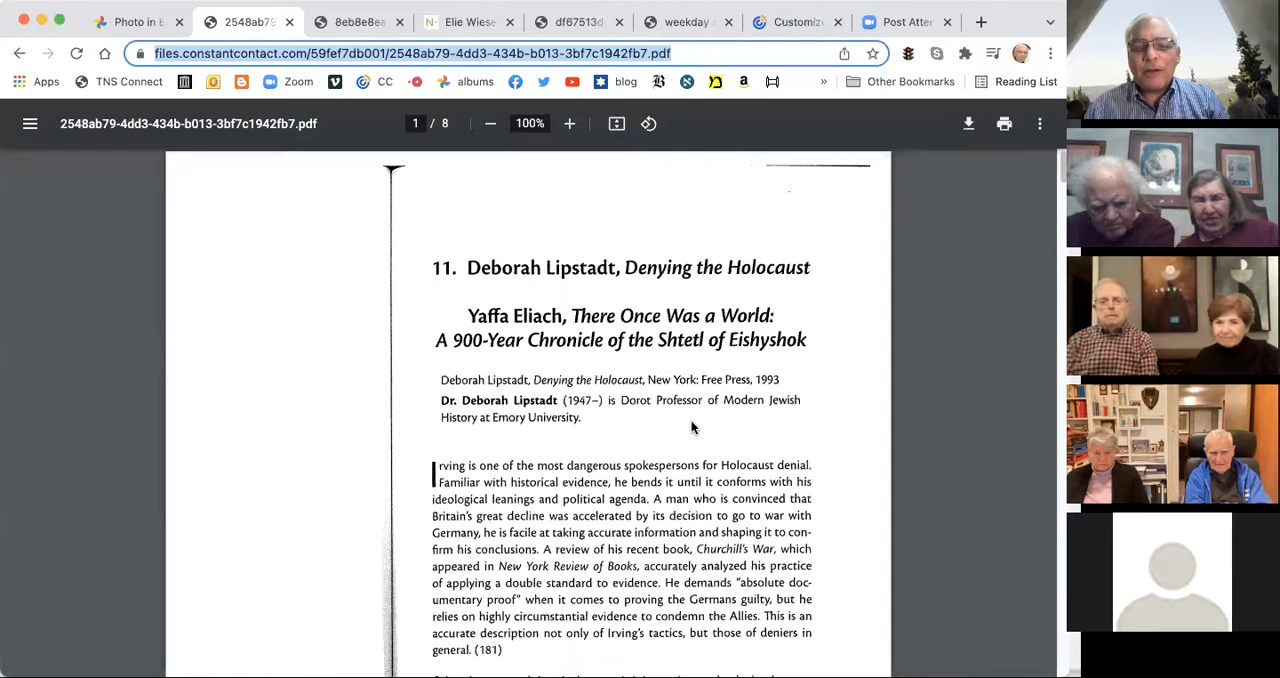 Photo in E
2548ab79
8eb8e8ea
Elie Wiese
df67513d
weekday
Customiz
Post Atter
files.constantcontact.com/59fef7db001/2548ab79-4dd3-434b-b013-3bf7c1942fb7.pdf
Apps
TNS Connect
Zoom
CC
albums
blog
Other Bookmarks
Reading List
2548ab79-4dd3-434b-b013-3bf7c1942fb7.pdf
1 / 8
100%
11. Deborah Lipstadt, Denying the Holocaust
Yaffa Eliach, There Once Was a World:
A 900-Year Chronicle of the Shtetl of Eishyshok
Deborah Lipstadt, Denying the Holocaust, New York: Free Press, 1993
Dr. Deborah Lipstadt (1947–) is Dorot Professor of Modern Jewish
History at Emory University.
Irving is one of the most dangerous spokespersons for Holocaust denial.
Familiar with historical evidence, he bends it until it conforms with his
ideological leanings and political agenda. A man who is convinced that
Britain's great decline was accelerated by its decision to go to war with
Germany, he is facile at taking accurate information and shaping it to con-
firm his conclusions. A review of his recent book, Churchill's War, which
appeared in New York Review of Books, accurately analyzed his practice
of applying a double standard to evidence. He demands "absolute doc-
umentary proof" when it comes to proving the Germans guilty, but he
relies on highly circumstantial evidence to condemn the Allies. This is an
accurate description not only of Irving's tactics, but those of deniers in
general. (181)